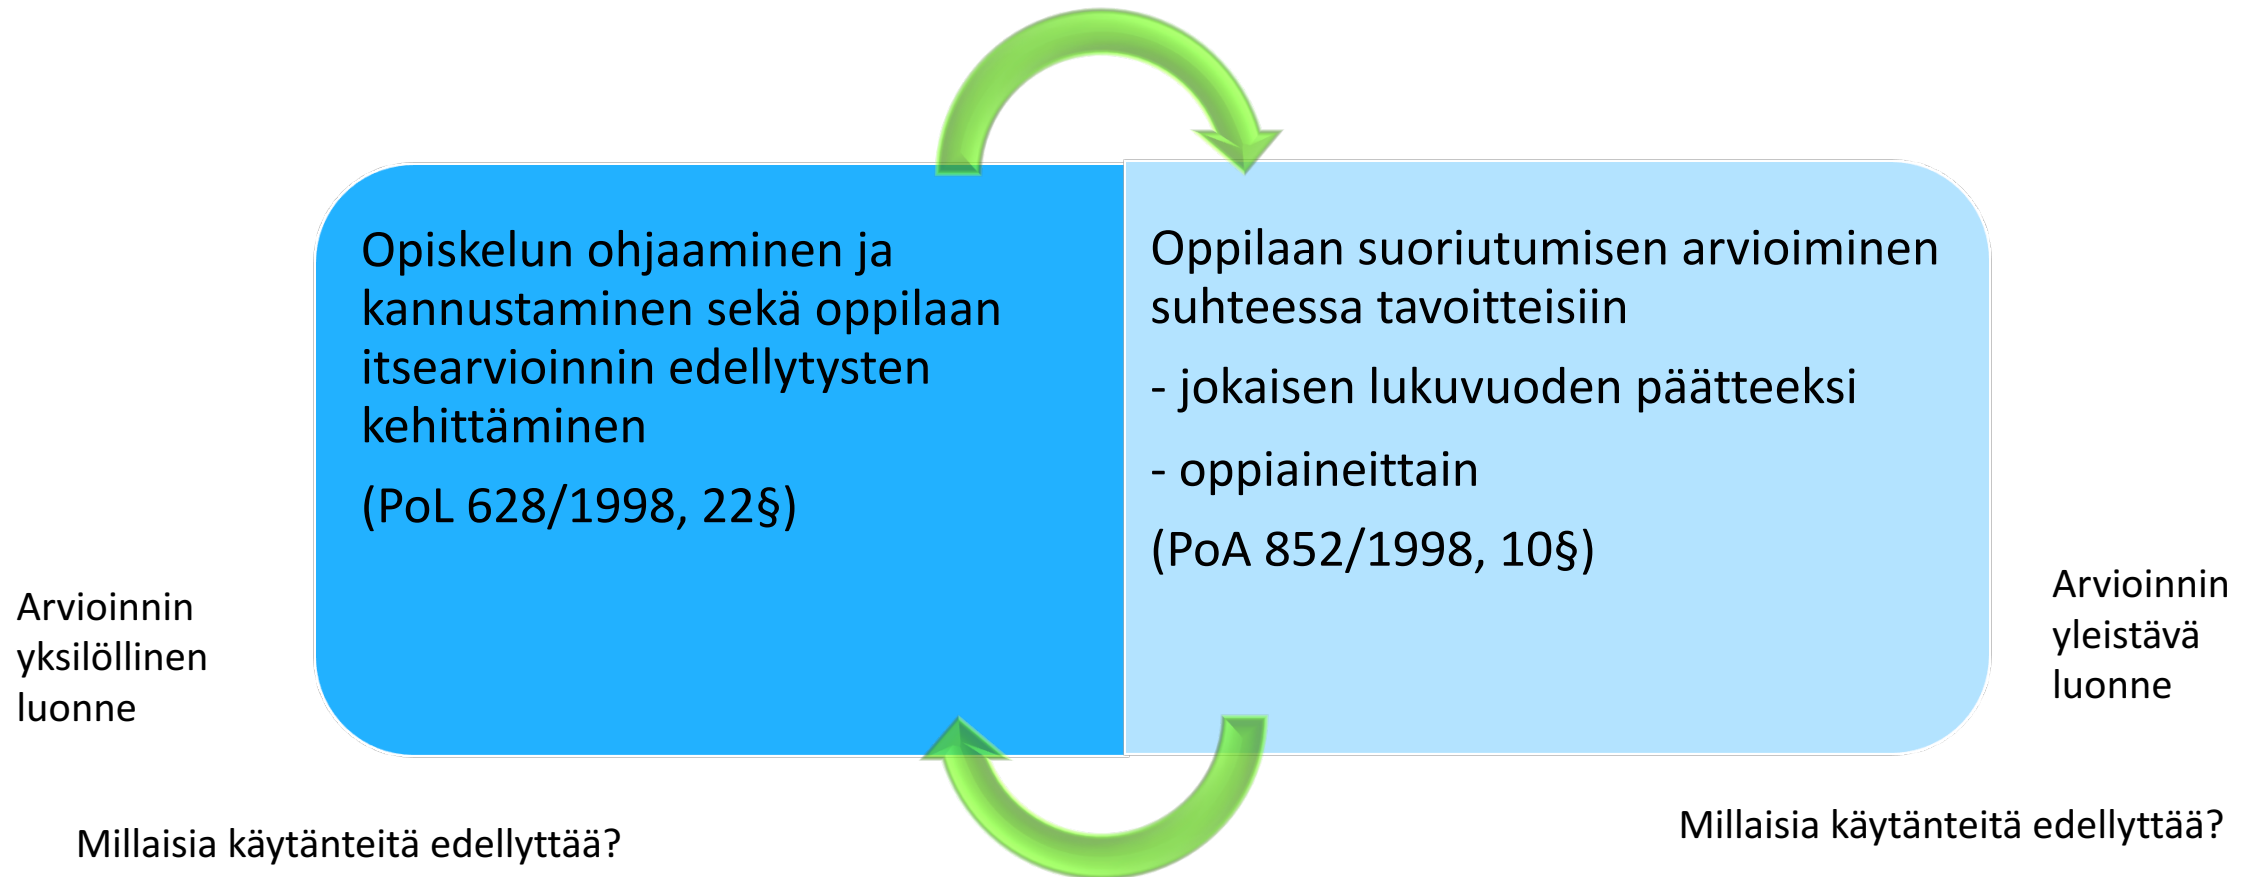 Opiskelun ohjaaminen ja
kannustaminen sekä oppilaan
itsearvioinnin edellytysten
kehittäminen
(PoL 628/1998, 22§)
Oppilaan suoriutumisen arvioiminen
suhteessa tavoitteisiin
- jokaisen lukuvuoden päätteeksi
- oppiaineittain
(PoA 852/1998, 10§)
Arvioinnin
yksilöllinen
luonne
Arvioinnin
yleistävä
luonne
Millaisia käytänteitä edellyttää?
Millaisia käytänteitä edellyttää?